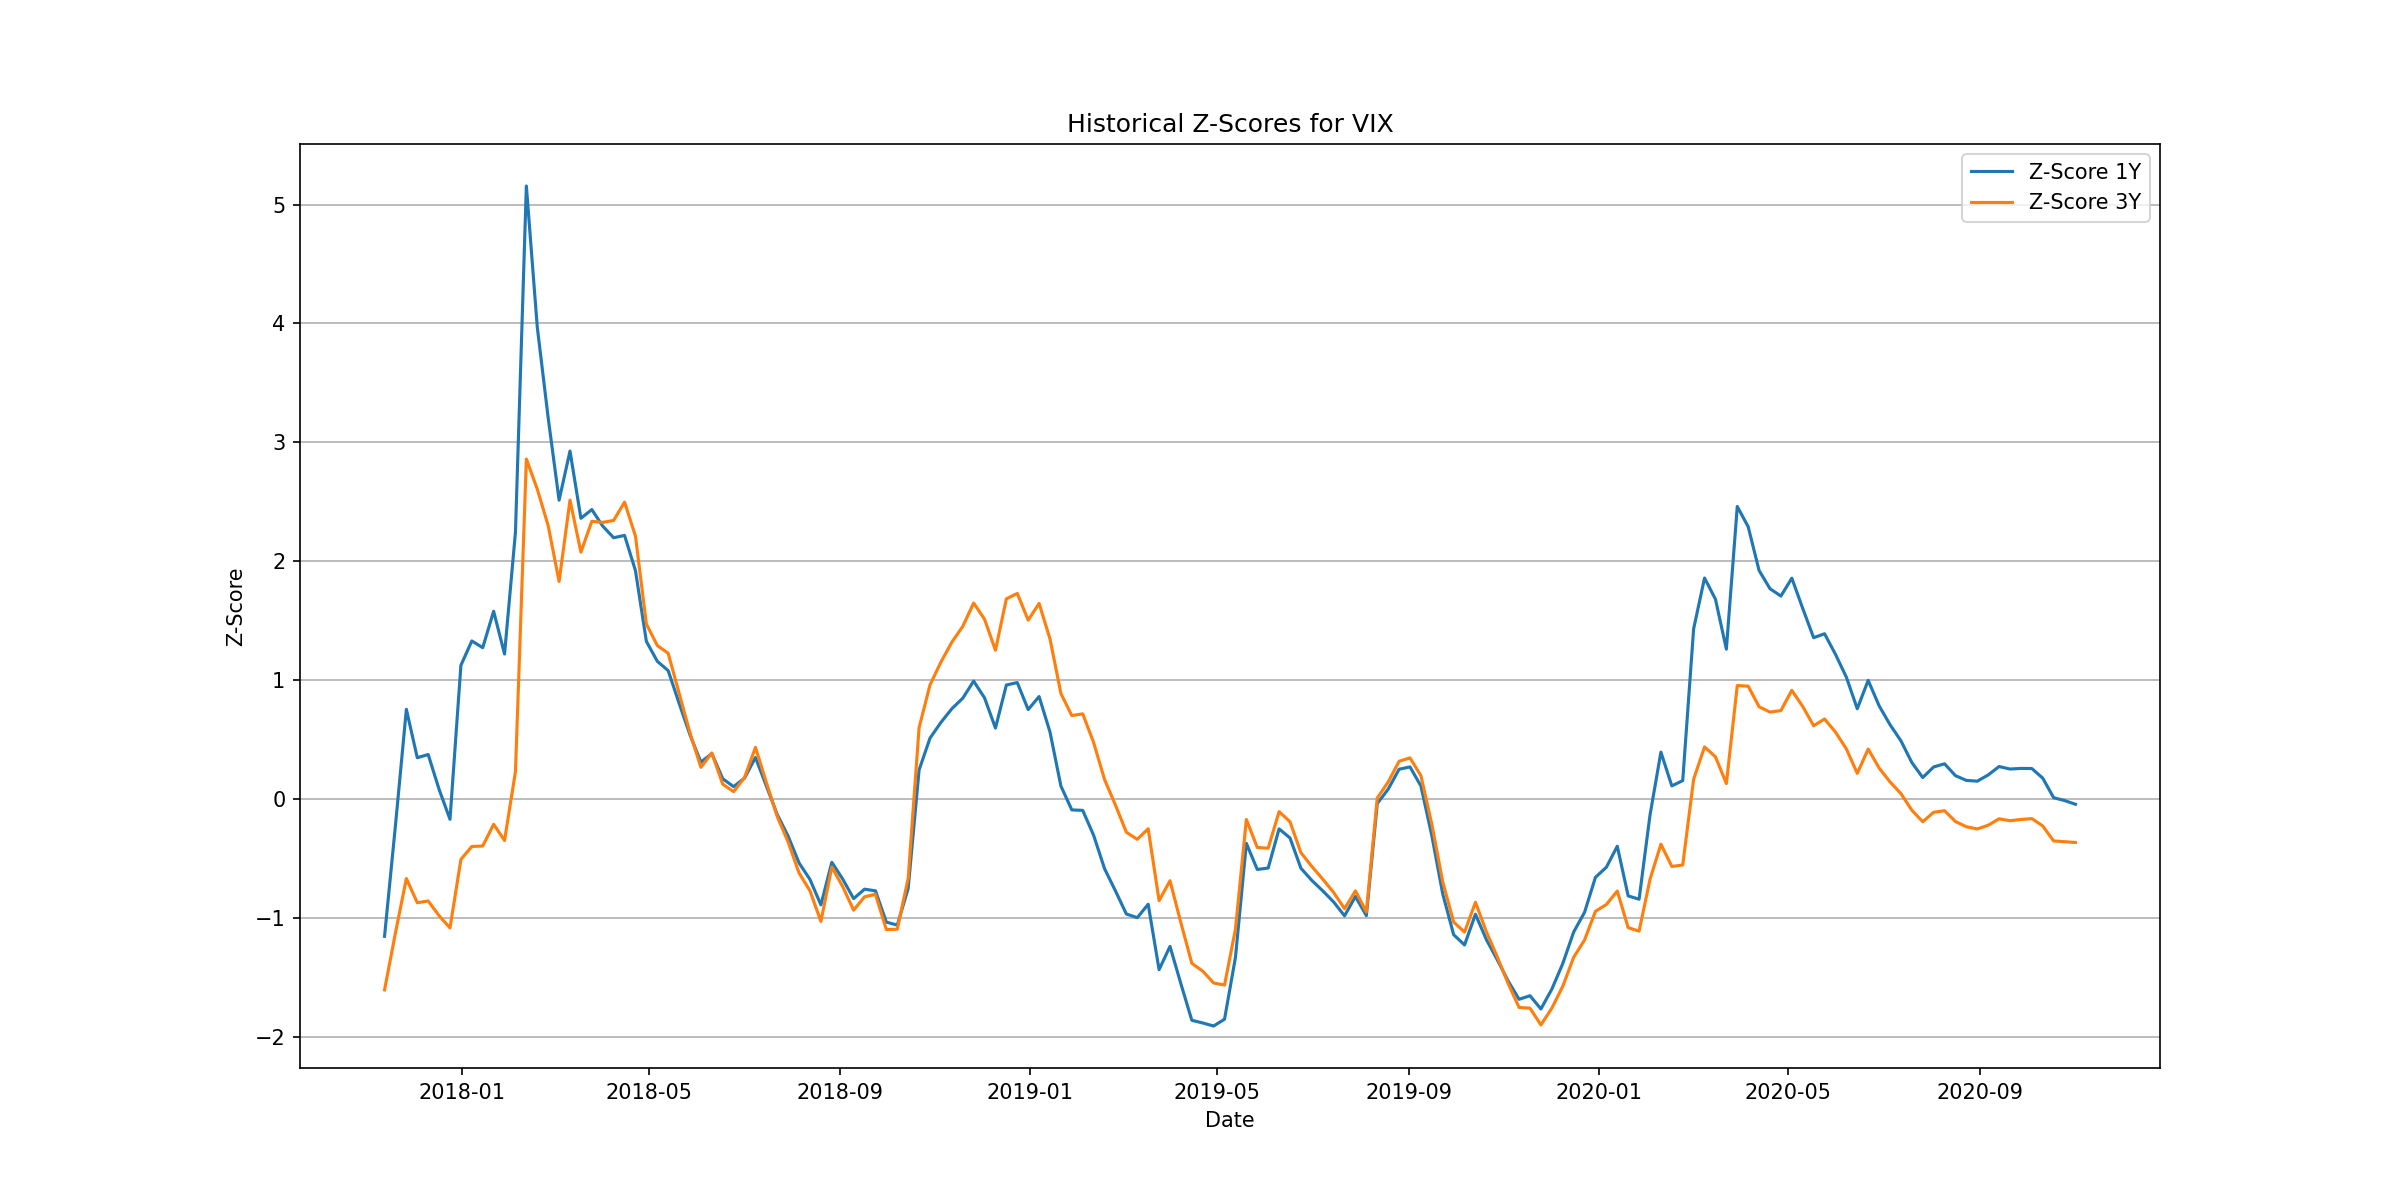 Historical Z-Scores for VIX
Z-Score 1Y
Z-Score 3Y
5
4
3
2
1
0
−1
−2
Z-Score
2018-01 2018-05 2018-09 2019-01 2019-05 2019-09 2020-01 2020-05 2020-09
Date